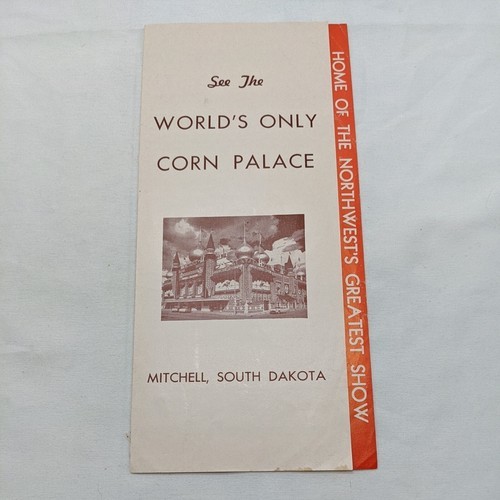 See The
WORLD'S ONLY
CORN PALACE
MITCHELL, SOUTH DAKOTA
HOME OF THE NORTHWEST'S GREATEST SHOW